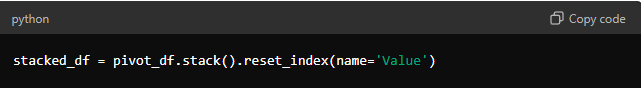 python
Copy code
stacked_df = pivot_df.stack().reset_index(name='Value')